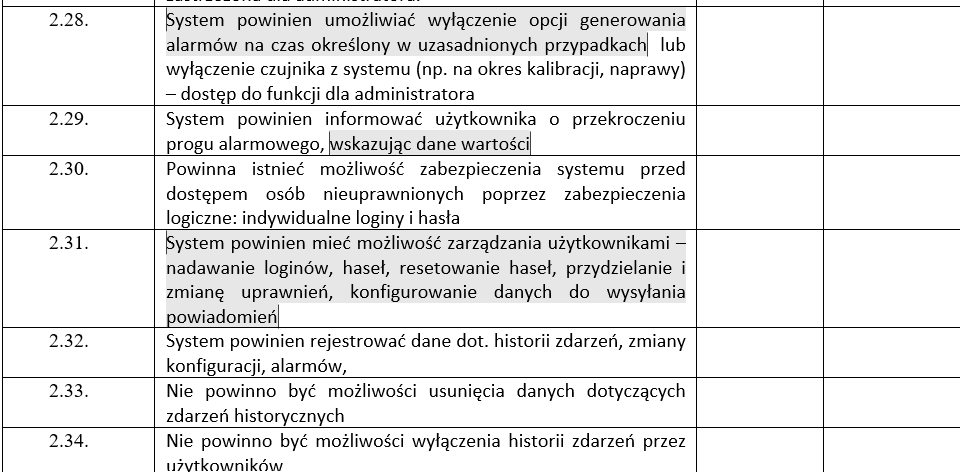 2.28.
System powinien umożliwiać wyłączenie opcji generowania
alarmów na czas określony w uzasadnionych przypadkach lub
wyłączenie czujnika z systemu (np. na okres kalibracji, naprawy)
– dostęp do funkcji dla administratora
2.29.
System powinien informować użytkownika o przekroczeniu
progu alarmowego, wskazując dane wartości
2.30.
Powinna istnieć możliwość zabezpieczenia systemu przed
dostępem osób nieuprawnionych poprzez zabezpieczenia
logiczne: indywidualne loginy i hasła
2.31.
System powinien mieć możliwość zarządzania użytkownikami –
nadawanie loginów, haseł, resetowanie haseł, przydzielanie i
zmianę uprawnień, konfigurowanie danych do wysyłania
powiadomień
2.32.
System powinien rejestrować dane dot. historii zdarzeń, zmiany
konfiguracji, alarmów,
2.33.
Nie powinno być możliwości usunięcia danych dotyczących
zdarzeń historycznych
2.34.
Nie powinno być możliwości wyłączenia historii zdarzeń przez
użytkowników